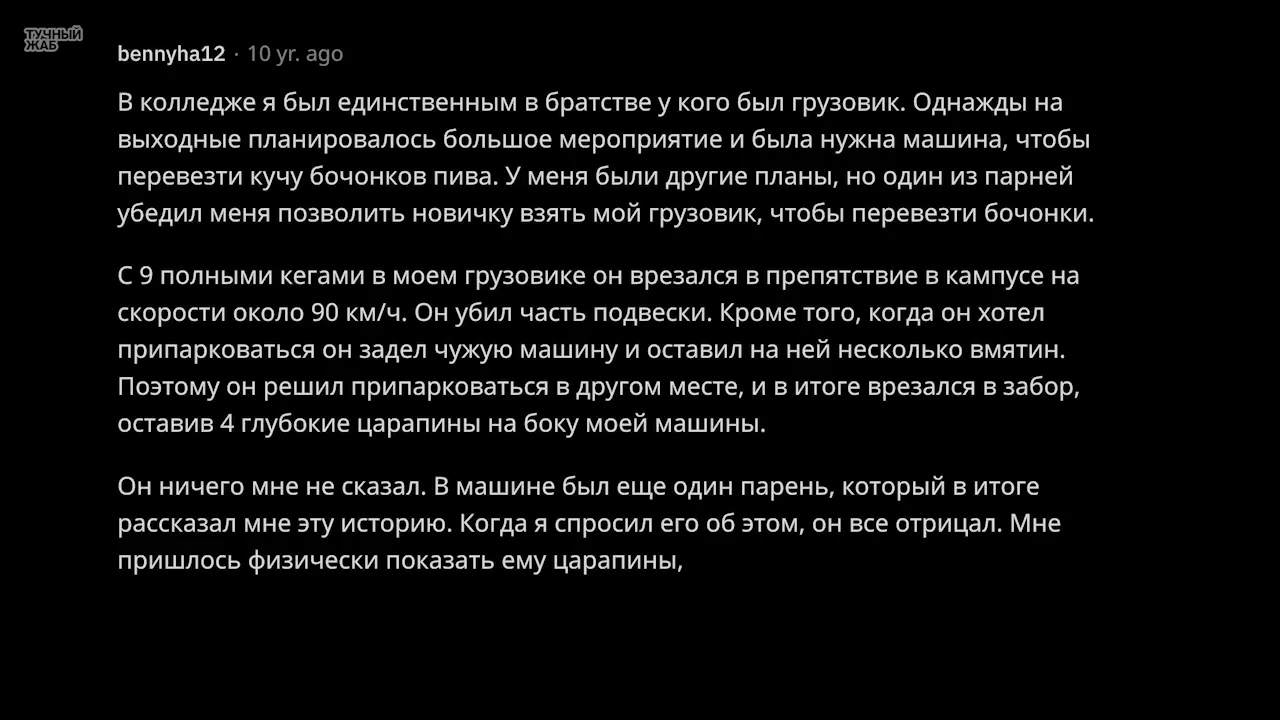 ТУЧНЫЙ
ЖАБ
bennyha12 · 10 yr. ago
В колледже я был единственным в братстве у кого был грузовик. Однажды на
выходные планировалось большое мероприятие и была нужна машина, чтобы
перевезти кучу бочонков пива. У меня были другие планы, но один из парней
убедил меня позволить новичку взять мой грузовик, чтобы перевезти бочонки.
С 9 полными кегами в моем грузовике он врезался в препятствие в кампусе на
скорости около 90 км/ч. Он убил часть подвески. Кроме того, когда он хотел
припарковаться он задел чужую машину и оставил на ней несколько вмятин.
Поэтому он решил припарковаться в другом месте, и в итоге врезался в забор,
оставив 4 глубокие царапины на боку моей машины.
Он ничего мне не сказал. В машине был еще один парень, который в итоге
рассказал мне эту историю. Когда я спросил его об этом, он все отрицал. Мне
пришлось физически показать ему царапины,